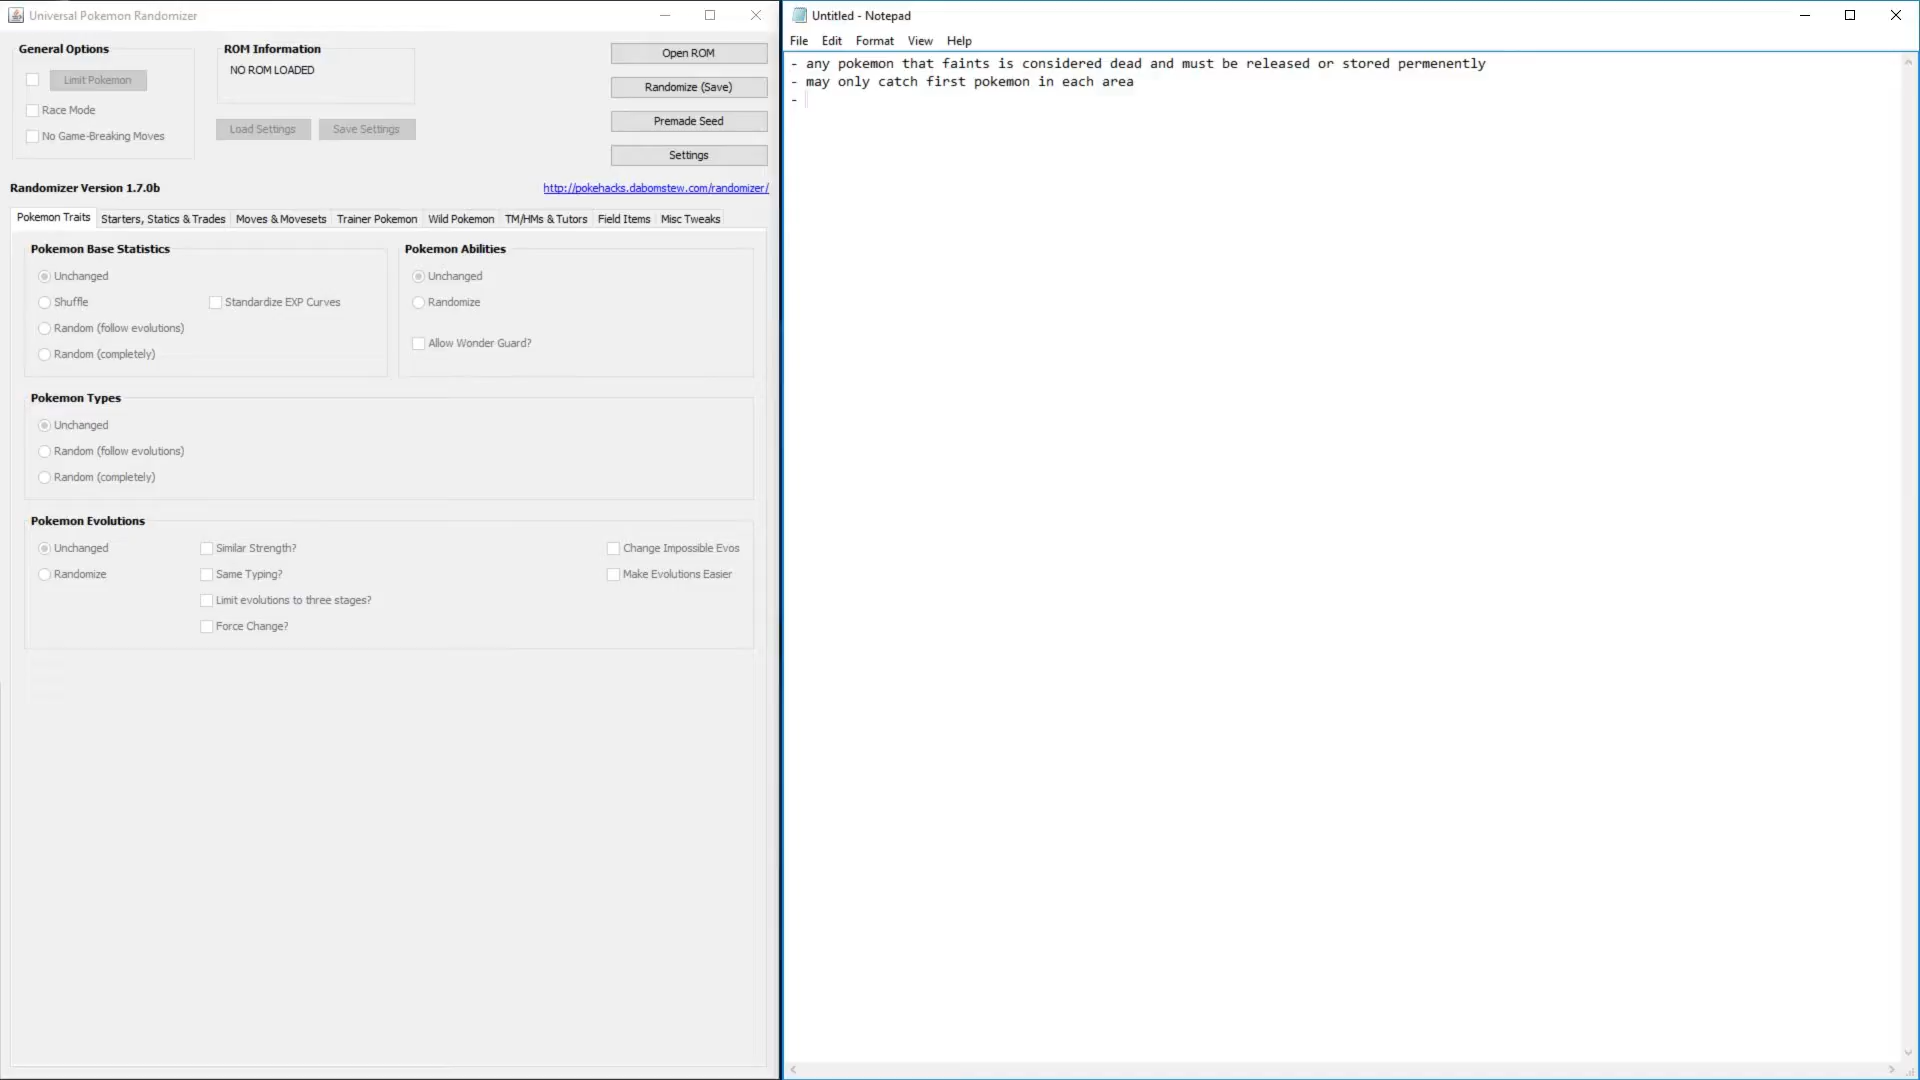 Universal Pokemon Randomizer
General Options
Limit Pokemon
Race Mode
No Game-Breaking Moves
ROM Information
NO ROM LOADED
Load Settings
Save Settings
Open ROM
Randomize (Save)
Premade Seed
Settings
Randomizer Version 1.7.0b
http://pokehacks.dabomstew.com/randomizer/
Pokemon Traits Starters, Statics & Trades Moves & Movesets Trainer Pokemon Wild Pokemon TM/HMs & Tutors Field Items Misc Tweaks
Pokemon Base Statistics
Unchanged
Shuffle
Standardize EXP Curves
Random (follow evolutions)
Random (completely)
Pokemon Abilities
Unchanged
Randomize
Allow Wonder Guard?
Pokemon Types
Unchanged
Random (follow evolutions)
Random (completely)
Pokemon Evolutions
Unchanged
Randomize
Similar Strength?
Same Typing?
Limit evolutions to three stages?
Force Change?
Change Impossible Evos
Make Evolutions Easier
Untitled - Notepad
File Edit Format View Help
- any pokemon that faints is considered dead and must be released or stored permenently
- may only catch first pokemon in each area
-